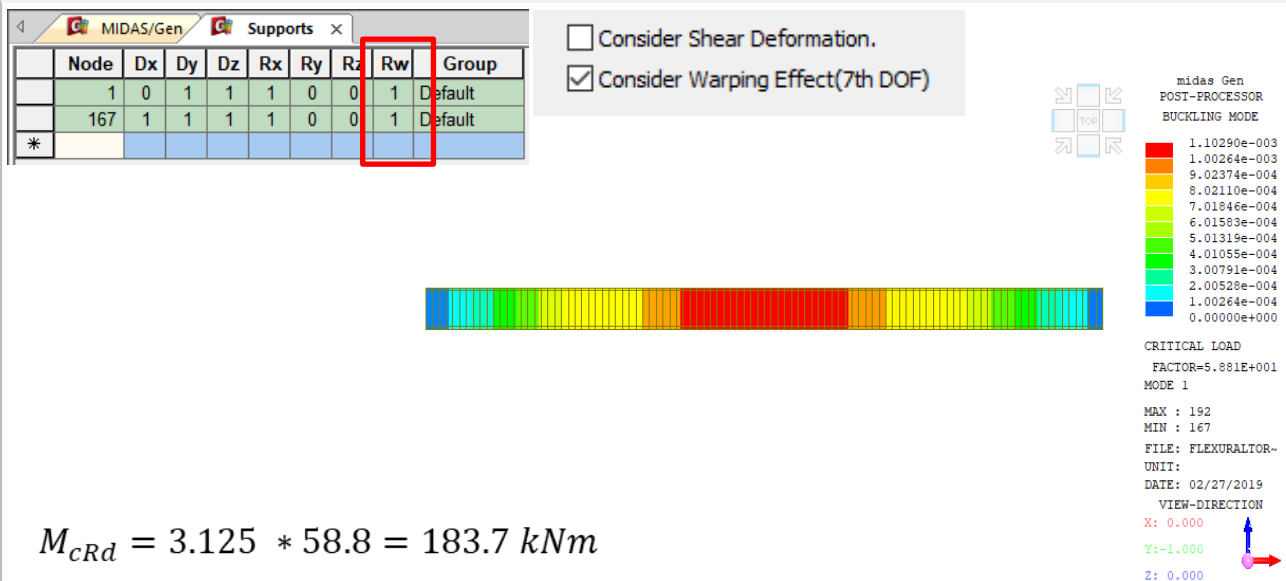 MIDAS/Gen Supports ×
Node Dx Dy Dz Rx Ry Rz Rw Group
1 0 1 1 1 0 0 1 Default
167 1 1 1 1 0 0 1 Default
*
Consider Shear Deformation.
Consider Warping Effect(7th DOF)
TOP
midas Gen
POST-PROCESSOR
BUCKLING MODE
1.10290e-003
1.00264e-003
9.02374e-004
8.02110e-004
7.01846e-004
6.01583e-004
5.01319e-004
4.01055e-004
3.00791e-004
2.00528e-004
1.00264e-004
0.00000e+000
CRITICAL LOAD
FACTOR=5.881E+001
MODE 1
MAX : 192
MIN : 167
FILE: FLEXURALTOR~
UNIT:
DATE: 02/27/2019
VIEW-DIRECTION
X: 0.000
Y:-1.000
Z: 0.000
M_cRd = 3.125 * 58.8 = 183.7 kNm